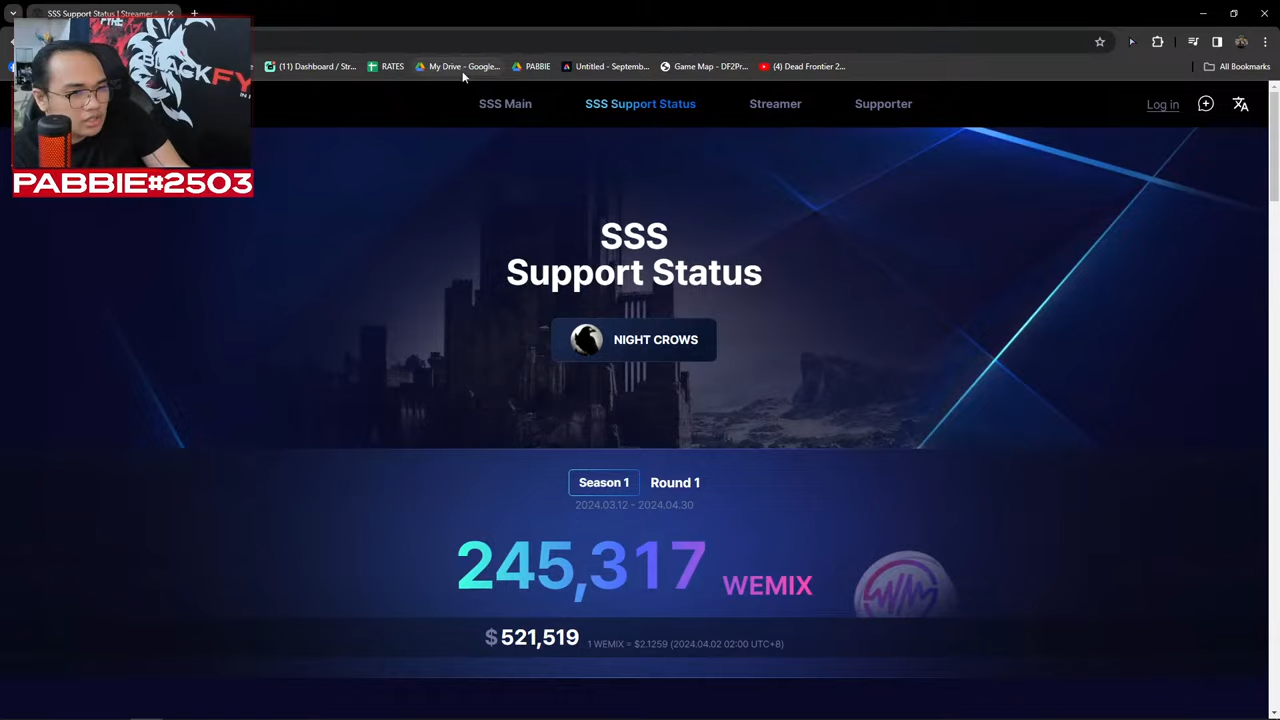 SSS Support Status | Streamer
(11) Dashboard / Str...
RATES
My Drive - Google...
PABBIE
Untitled - Septemb...
Game Map - DF2Pr...
(4) Dead Frontier 2...
All Bookmarks
SSS Main
SSS Support Status
Streamer
Supporter
Log in
BLACKFY
PABBIE#2503
SSS
Support Status
NIGHT CROWS
Season 1
Round 1
2024.03.12 - 2024.04.30
245,317 WEMIX
$ 521,519
1 WEMIX = $2.1259 (2024.04.02 02:00 UTC+8)